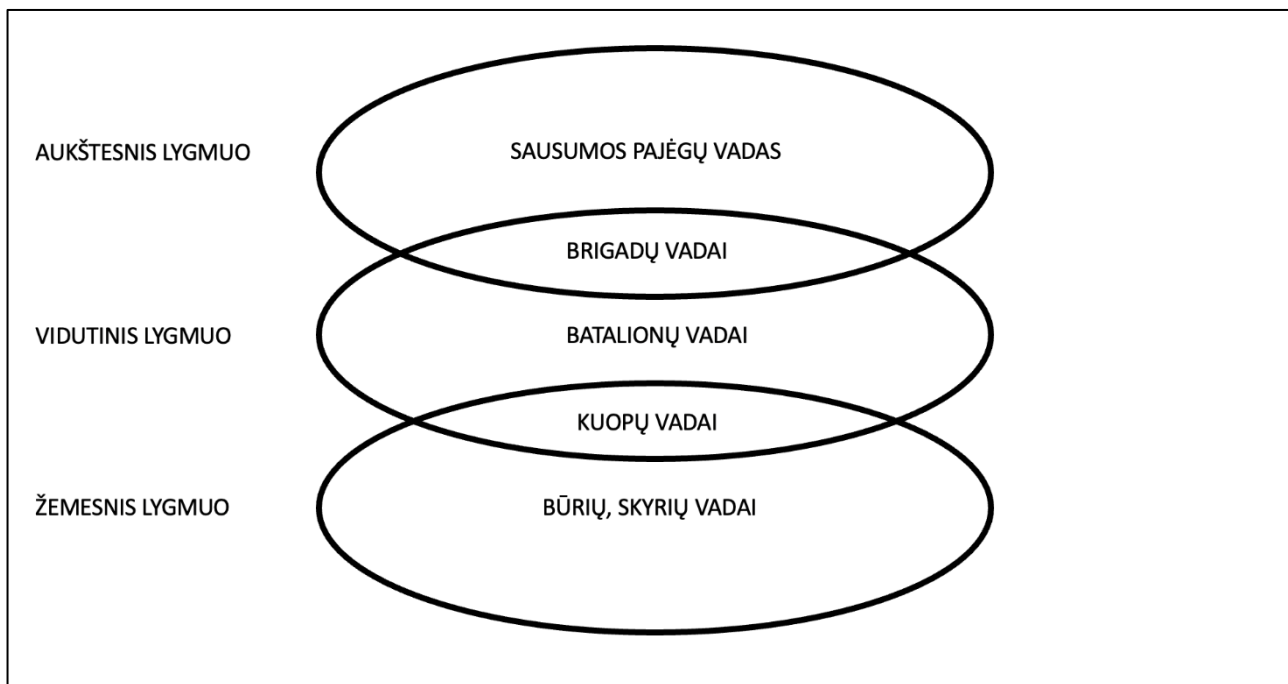 AUKŠTESNIS LYGMUO
SAUSUMOS PAJĖGŲ VADAS
BRIGADŲ VADAI
VIDUTINIS LYGMUO
BATALIONŲ VADAI
KUOPŲ VADAI
ŽEMESNIS LYGMUO
BŪRIŲ, SKYRIŲ VADAI